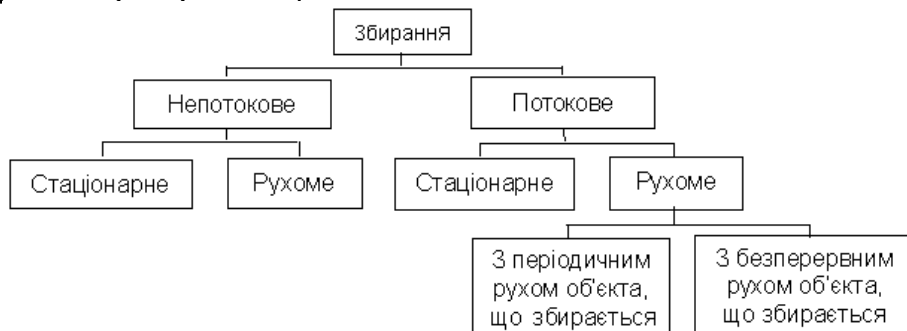 Збирання
Непотокове
Потокове
Стаціонарне
Рухоме
Стаціонарне
Рухоме
З періодичним
рухом об'єкта,
що збирається
З безперервним
рухом об'єкта,
що збирається